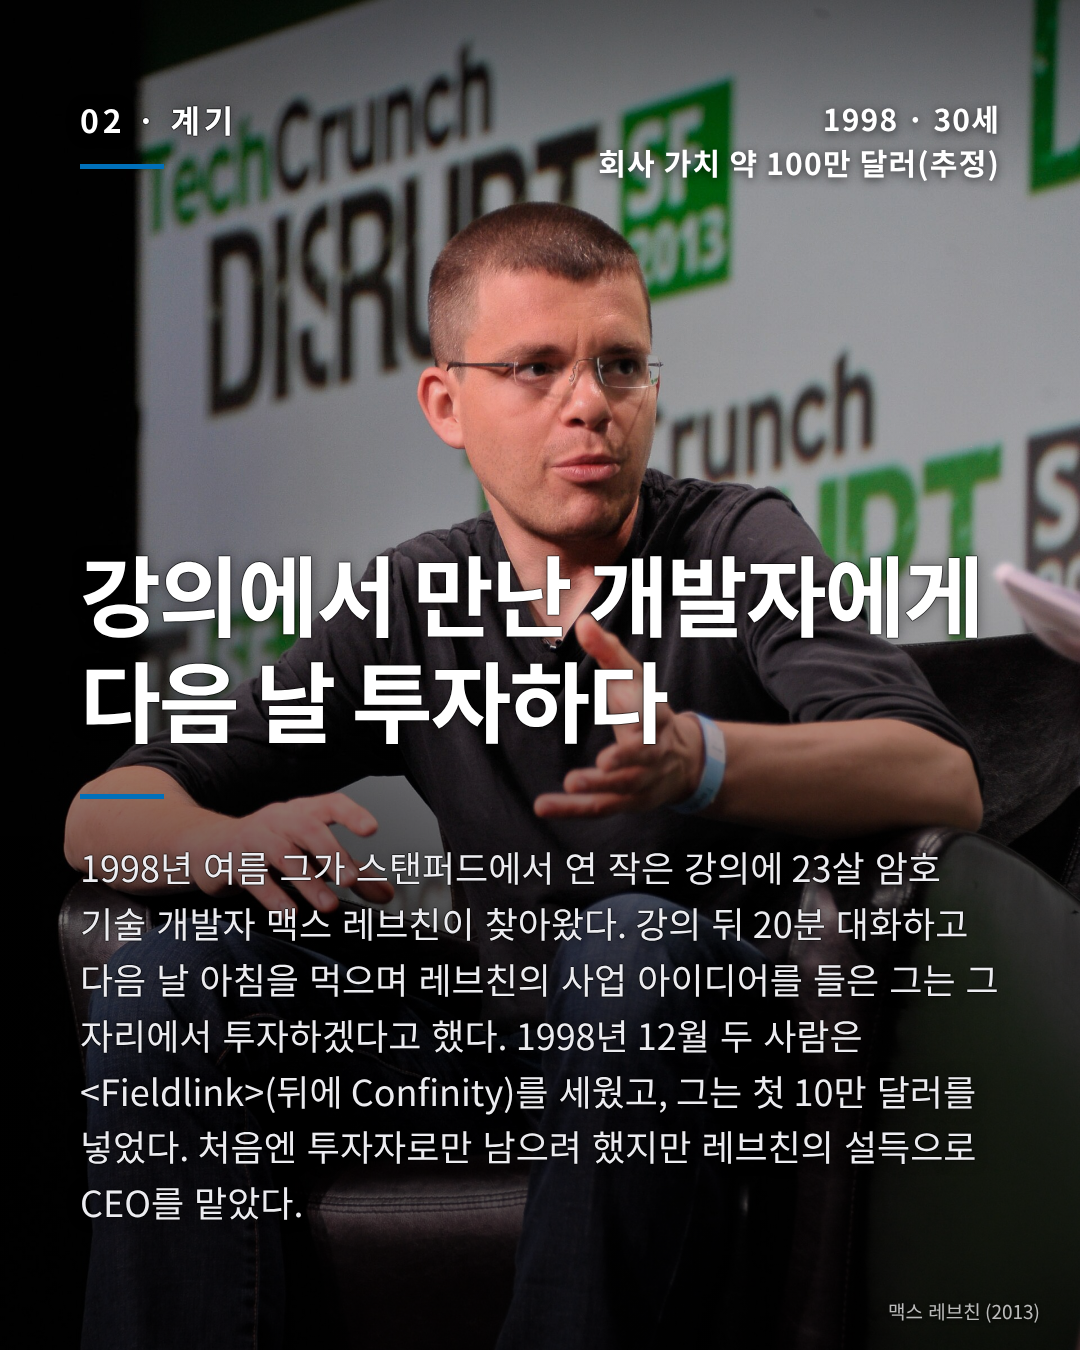 02 · 계기
1998 · 30세
회사 가치 약 100만 달러(추정)
TechCrunch
DISRUPT
SF
2013
Crunch
강의에서 만난 개발자에게
다음 날 투자하다
1998년 여름 그가 스탠퍼드에서 연 작은 강의에 23살 암호
기술 개발자 맥스 레브친이 찾아왔다. 강의 뒤 20분 대화하고
다음 날 아침을 먹으며 레브친의 사업 아이디어를 들은 그는 그
자리에서 투자하겠다고 했다. 1998년 12월 두 사람은
<Fieldlink>(뒤에 Confinity)를 세웠고, 그는 첫 10만 달러를
넣었다. 처음엔 투자자로만 남으려 했지만 레브친의 설득으로
CEO를 맡았다.
맥스 레브친 (2013)